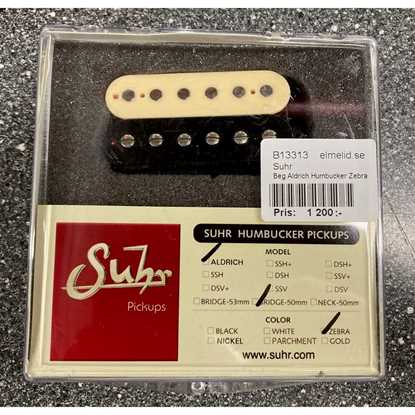 B13313 elmelid.se
Suhr
Beg Aldrich Humbucker Zebra
Pris: 1 200:-
SUHR HUMBUCKER PICKUPS
MODEL
ALDRICH SSH+ DSH+
SSH DSH SSV+
DSV+ SSV DSV
BRIDGE-53mm BRIDGE-50mm NECK-50mm
COLOR
BLACK WHITE ZEBRA
NICKEL PARCHMENT GOLD
www.suhr.com
Suhr
Pickups